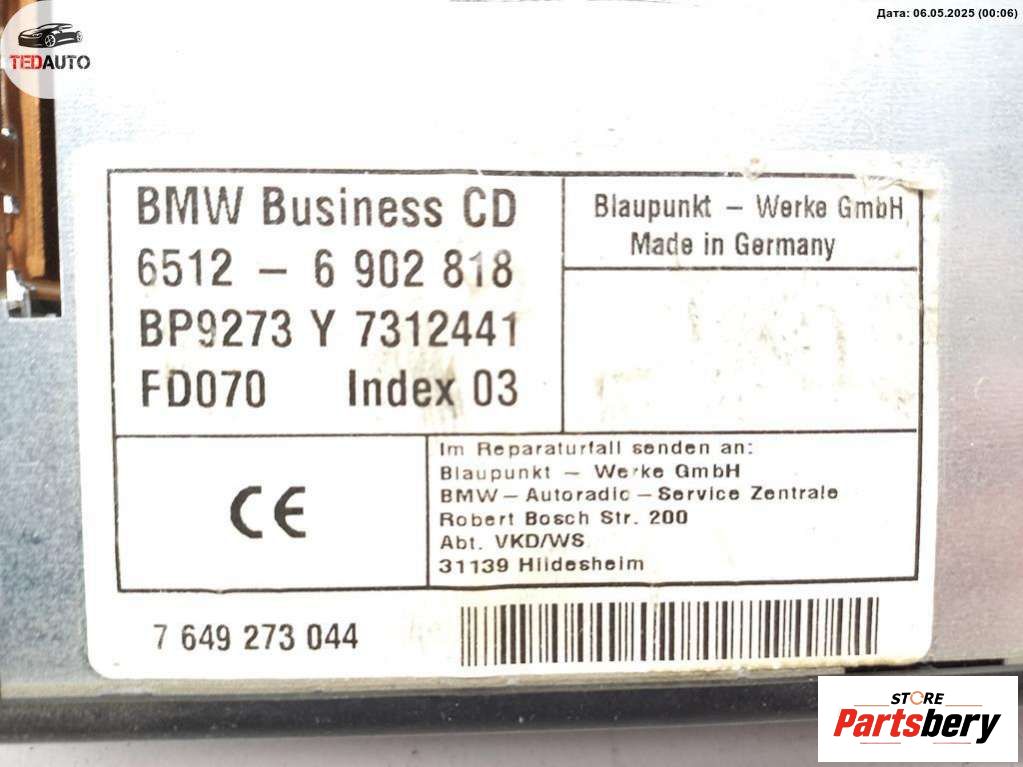 Дата: 06.05.2025 (00:06)
TEDAUTO
BMW Business CD
6512 - 6 902 818
BP9273 Y 7312441
FD070 Index 03
Blaupunkt - Werke GmbH
Made in Germany
Im Reparaturfall senden an:
Blaupunkt - Werke GmbH
BMW - Autoradio - Service Zentrale
Robert Bosch Str. 200
Abt. VKD/WS
31139 Hildesheim
CE
7 649 273 044
STORE
Partsbery